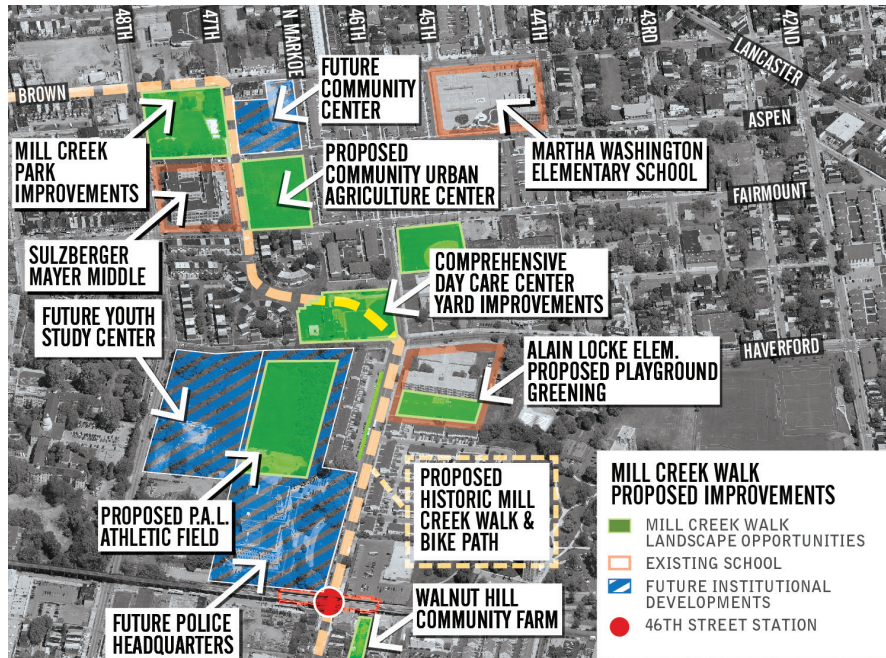 48TH
47TH
N MARKOE
46TH
45TH
44TH
43RD
42ND
LANCASTER
BROWN
ASPEN
FAIRMOUNT
HAVERFORD
FUTURE
COMMUNITY
CENTER
MILL CREEK
PARK
IMPROVEMENTS
PROPOSED
COMMUNITY URBAN
AGRICULTURE CENTER
MARTHA WASHINGTON
ELEMENTARY SCHOOL
SULZBERGER
MAYER MIDDLE
COMPREHENSIVE
DAY CARE CENTER
YARD IMPROVEMENTS
FUTURE YOUTH
STUDY CENTER
ALAIN LOCKE ELEM.
PROPOSED PLAYGROUND
GREENING
PROPOSED P.A.L.
ATHLETIC FIELD
PROPOSED
HISTORIC MILL
CREEK WALK &
BIKE PATH
FUTURE POLICE
HEADQUARTERS
WALNUT HILL
COMMUNITY FARM
MILL CREEK WALK
PROPOSED IMPROVEMENTS
MILL CREEK WALK
LANDSCAPE OPPORTUNITIES
EXISTING SCHOOL
FUTURE INSTITUTIONAL
DEVELOPMENTS
46TH STREET STATION